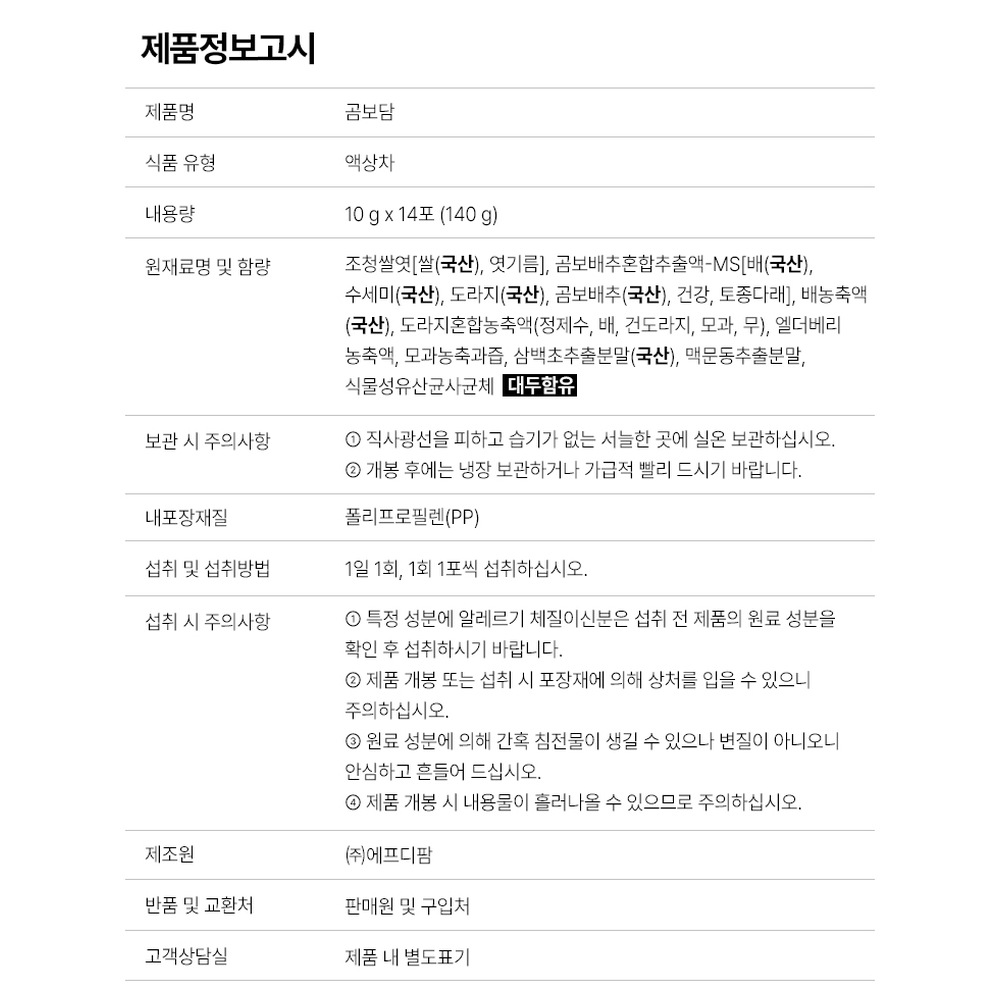 제품정보고시
제품명 곰보담
식품 유형 액상차
내용량 10 g x 14포 (140 g)
원재료명 및 함량 조청쌀엿[쌀(국산), 엿기름], 곰보배추혼합추출액-MS[배(국산),
수세미(국산), 도라지(국산), 곰보배추(국산), 건강, 토종다래], 배농축액
(국산), 도라지혼합농축액(정제수, 배, 건도라지, 모과, 무), 엘더베리
농축액, 모과농축과즙, 삼백초추출분말(국산), 맥문동추출분말,
식물성유산균사균체 대두함유
보관 시 주의사항 ① 직사광선을 피하고 습기가 없는 서늘한 곳에 실온 보관하십시오.
② 개봉 후에는 냉장 보관하거나 가급적 빨리 드시기 바랍니다.
내포장재질 폴리프로필렌(PP)
섭취 및 섭취방법 1일 1회, 1회 1포씩 섭취하십시오.
섭취 시 주의사항 ① 특정 성분에 알레르기 체질이신분은 섭취 전 제품의 원료 성분을
확인 후 섭취하시기 바랍니다.
② 제품 개봉 또는 섭취 시 포장재에 의해 상처를 입을 수 있으니
주의하십시오.
③ 원료 성분에 의해 간혹 침전물이 생길 수 있으나 변질이 아니오니
안심하고 흔들어 드십시오.
④ 제품 개봉 시 내용물이 흘러나올 수 있으므로 주의하십시오.
제조원 ㈜에프디팜
반품 및 교환처 판매원 및 구입처
고객상담실 제품 내 별도표기